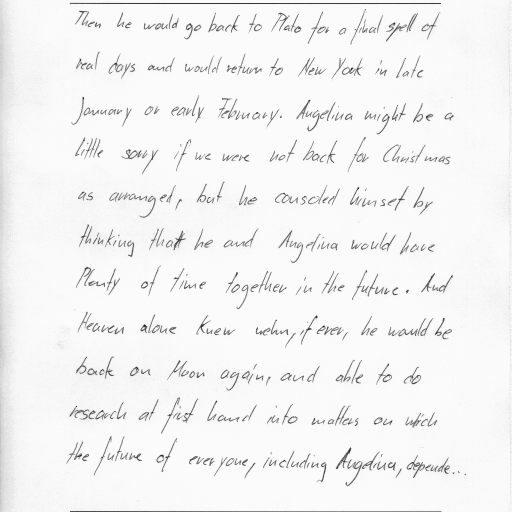 Then he would go back to Plato for a final spell of
real days and would return to New York in late
January or early February. Angelina might be a
little sorry if we were not back for Christmas
as arranged, but he consoled himself by
thinking that he and Angelina would have
Plenty of time together in the future. And
Heaven alone knew when, if ever, he would be
back on Moon again, and able to do
research at first hand into matters on which
the future of everyone, including Angelina, depende...